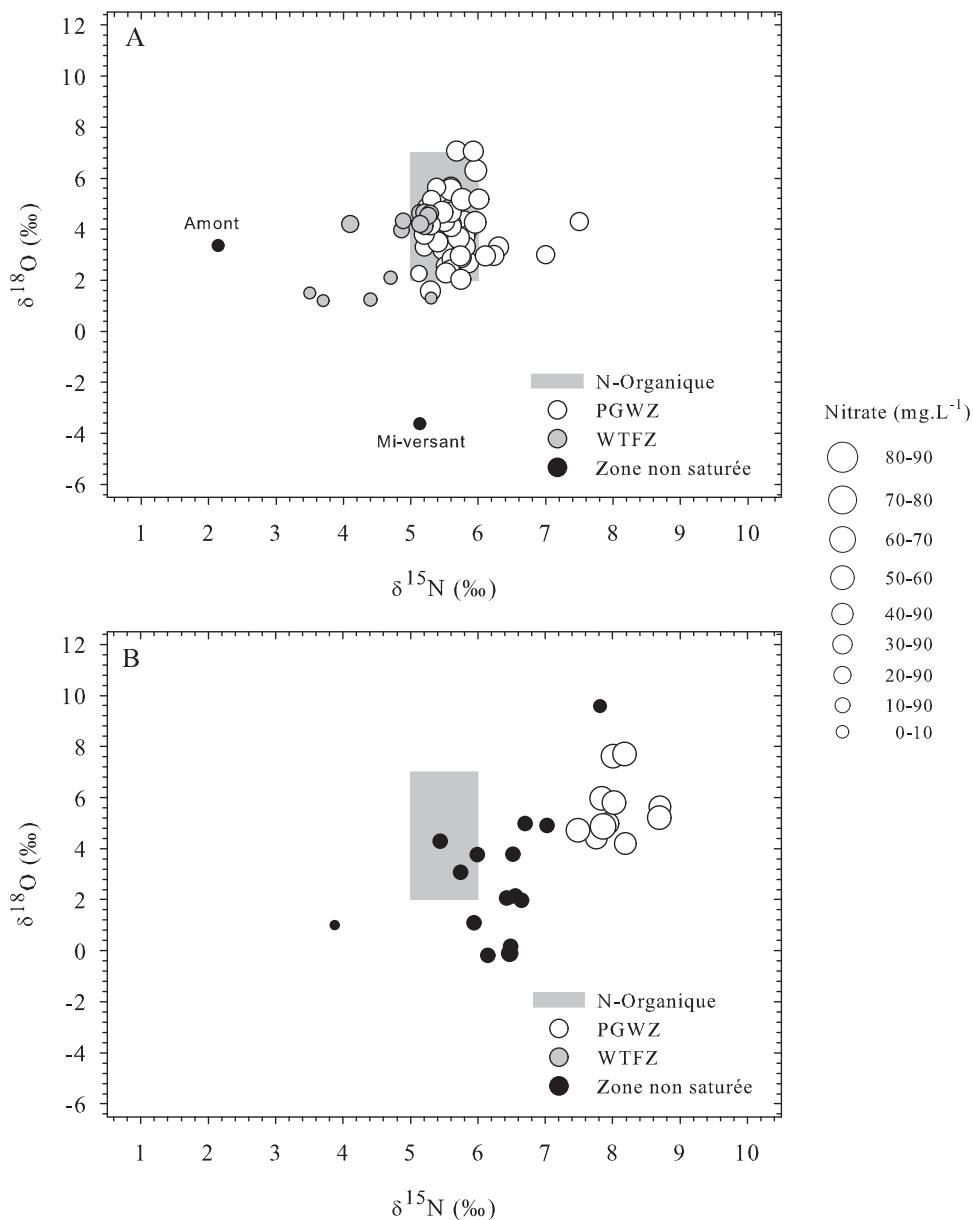 A
12
10
8
6
4
2
0
-2
-4
-6
δ18O (‰)
Amont
Mi-versant
N-Organique
PGWZ
WTFZ
Zone non saturée
1 2 3 4 5 6 7 8 9 10
δ15N (‰)
Nitrate (mg.L-1)
80-90
70-80
60-70
50-60
40-90
30-90
20-90
10-90
0-10
B
12
10
8
6
4
2
0
-2
-4
-6
δ18O (‰)
N-Organique
PGWZ
WTFZ
Zone non saturée
1 2 3 4 5 6 7 8 9 10
δ15N (‰)